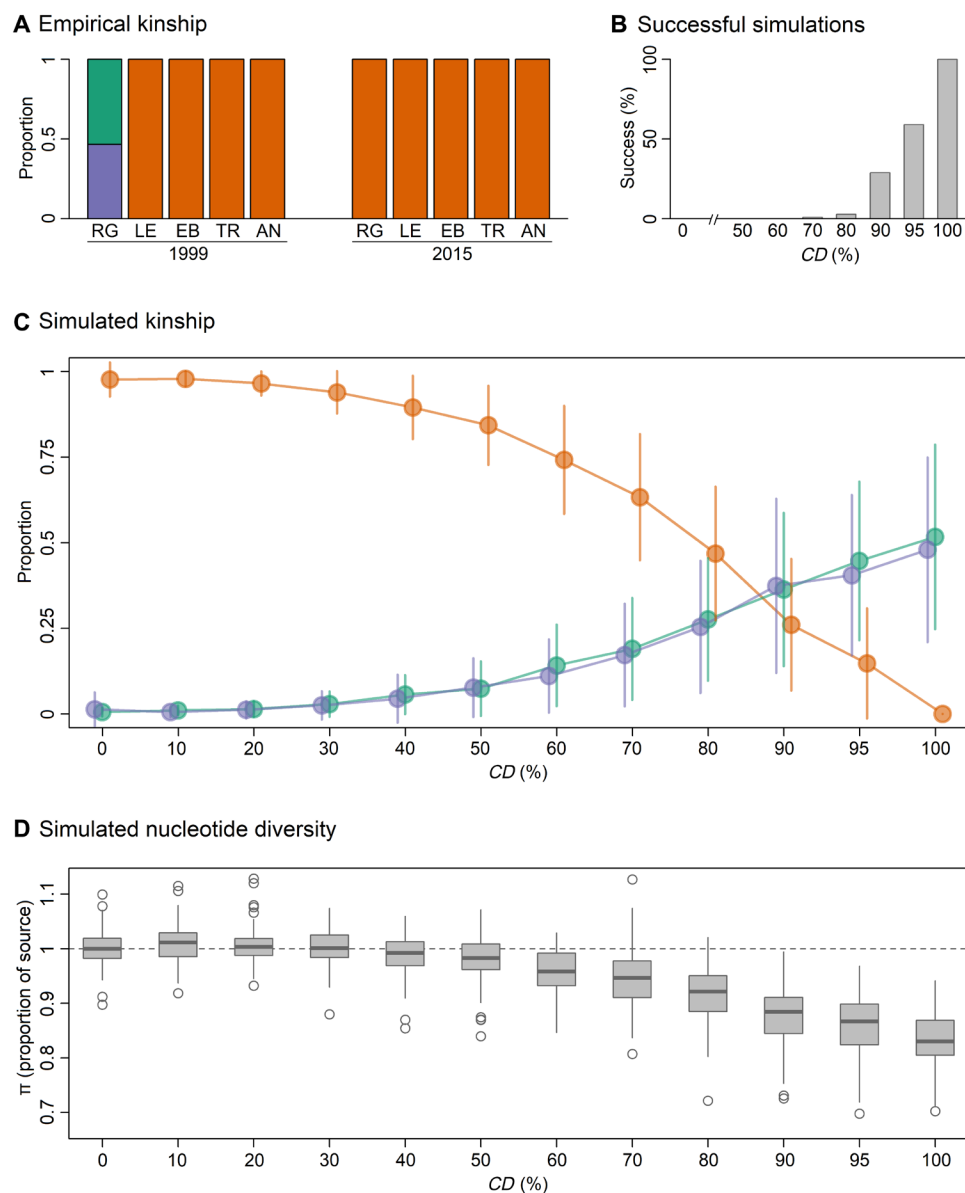 A Empirical kinship
Proportion
1
0.5
0
RG LE EB TR AN
1999
RG LE EB TR AN
2015
B Successful simulations
Success (%)
100
50
0
0 50 60 70 80 90 95 100
CD (%)
C Simulated kinship
Proportion
1
0.75
0.5
0.25
0
0 10 20 30 40 50 60 70 80 90 95 100
CD (%)
D Simulated nucleotide diversity
π (proportion of source)
1.1
1
0.9
0.8
0.7
0 10 20 30 40 50 60 70 80 90 95 100
CD (%)